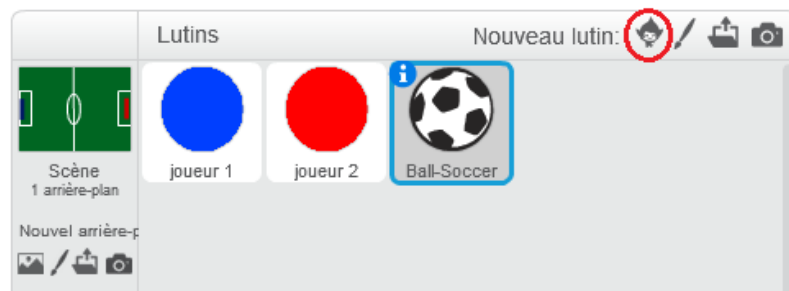 Lutins
Nouveau lutin:
i
joueur 1
joueur 2
Ball-Soccer
Scène
1 arrière-plan
Nouvel arrière-p